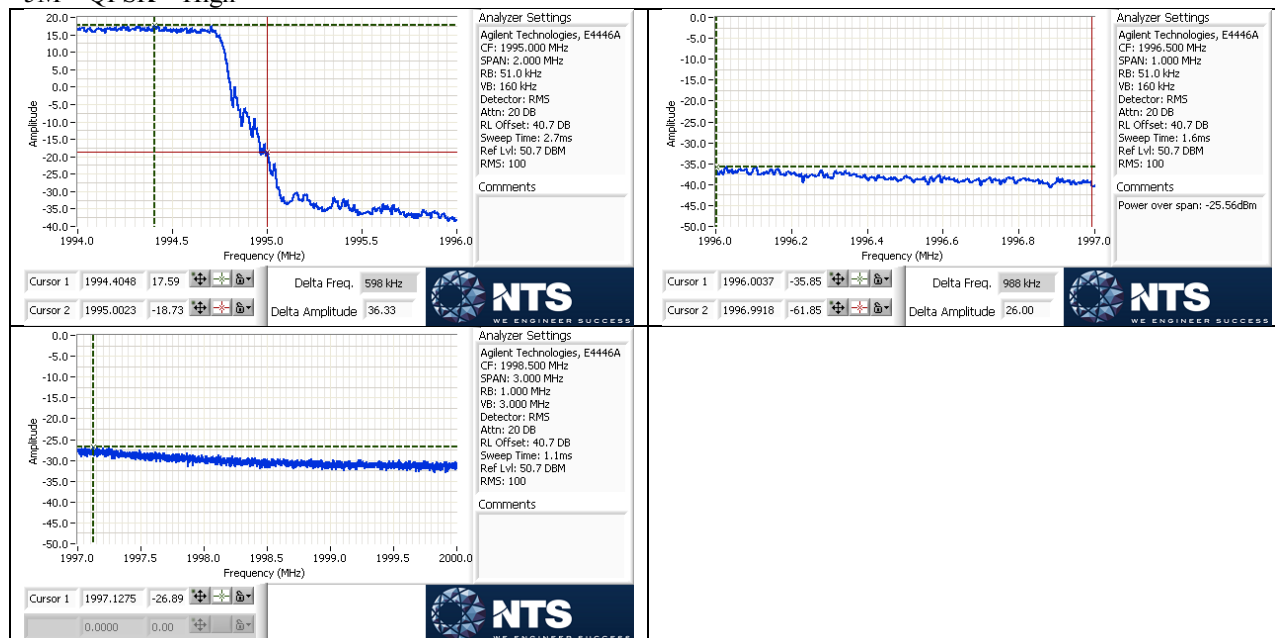 5M – QPSK - High
Analyzer Settings
Agilent Technologies, E4446A
CF: 1995.000 MHz
SPAN: 2.000 MHz
RB: 51.0 kHz
VB: 160 kHz
Detector: RMS
Attn: 20 DB
RL Offset: 40.7 DB
Sweep Time: 2.7ms
Ref Lvl: 50.7 DBM
RMS: 100
Comments
Amplitude
20.0
15.0
10.0
5.0
0.0
-5.0
-10.0
-15.0
-20.0
-25.0
-30.0
-35.0
-40.0
1994.0 1994.5 1995.0 1995.5 1996.0
Frequency (MHz)
Cursor 1 1994.4048 17.59
Cursor 2 1995.0023 -18.73
Delta Freq. 598 kHz
Delta Amplitude 36.33
NTS
WE ENGINEER SUCCESS
Analyzer Settings
Agilent Technologies, E4446A
CF: 1996.500 MHz
SPAN: 1.000 MHz
RB: 51.0 kHz
VB: 160 kHz
Detector: RMS
Attn: 20 DB
RL Offset: 40.7 DB
Sweep Time: 1.6ms
Ref Lvl: 50.7 DBM
RMS: 100
Comments
Power over span: -25.56dBm
Amplitude
0.0
-5.0
-10.0
-15.0
-20.0
-25.0
-30.0
-35.0
-40.0
-45.0
-50.0
1996.0 1996.2 1996.4 1996.6 1996.8 1997.0
Frequency (MHz)
Cursor 1 1996.0037 -35.85
Cursor 2 1996.9918 -61.85
Delta Freq. 988 kHz
Delta Amplitude 26.00
NTS
WE ENGINEER SUCCESS
Analyzer Settings
Agilent Technologies, E4446A
CF: 1998.500 MHz
SPAN: 3.000 MHz
RB: 1.000 MHz
VB: 3.000 MHz
Detector: RMS
Attn: 20 DB
RL Offset: 40.7 DB
Sweep Time: 1.1ms
Ref Lvl: 50.7 DBM
RMS: 100
Comments
Amplitude
0.0
-5.0
-10.0
-15.0
-20.0
-25.0
-30.0
-35.0
-40.0
-45.0
-50.0
1997.0 1997.5 1998.0 1998.5 1999.0 1999.5 2000.0
Frequency (MHz)
Cursor 1 1997.1275 -26.89
0.0000 0.00
NTS
WE ENGINEER SUCCESS